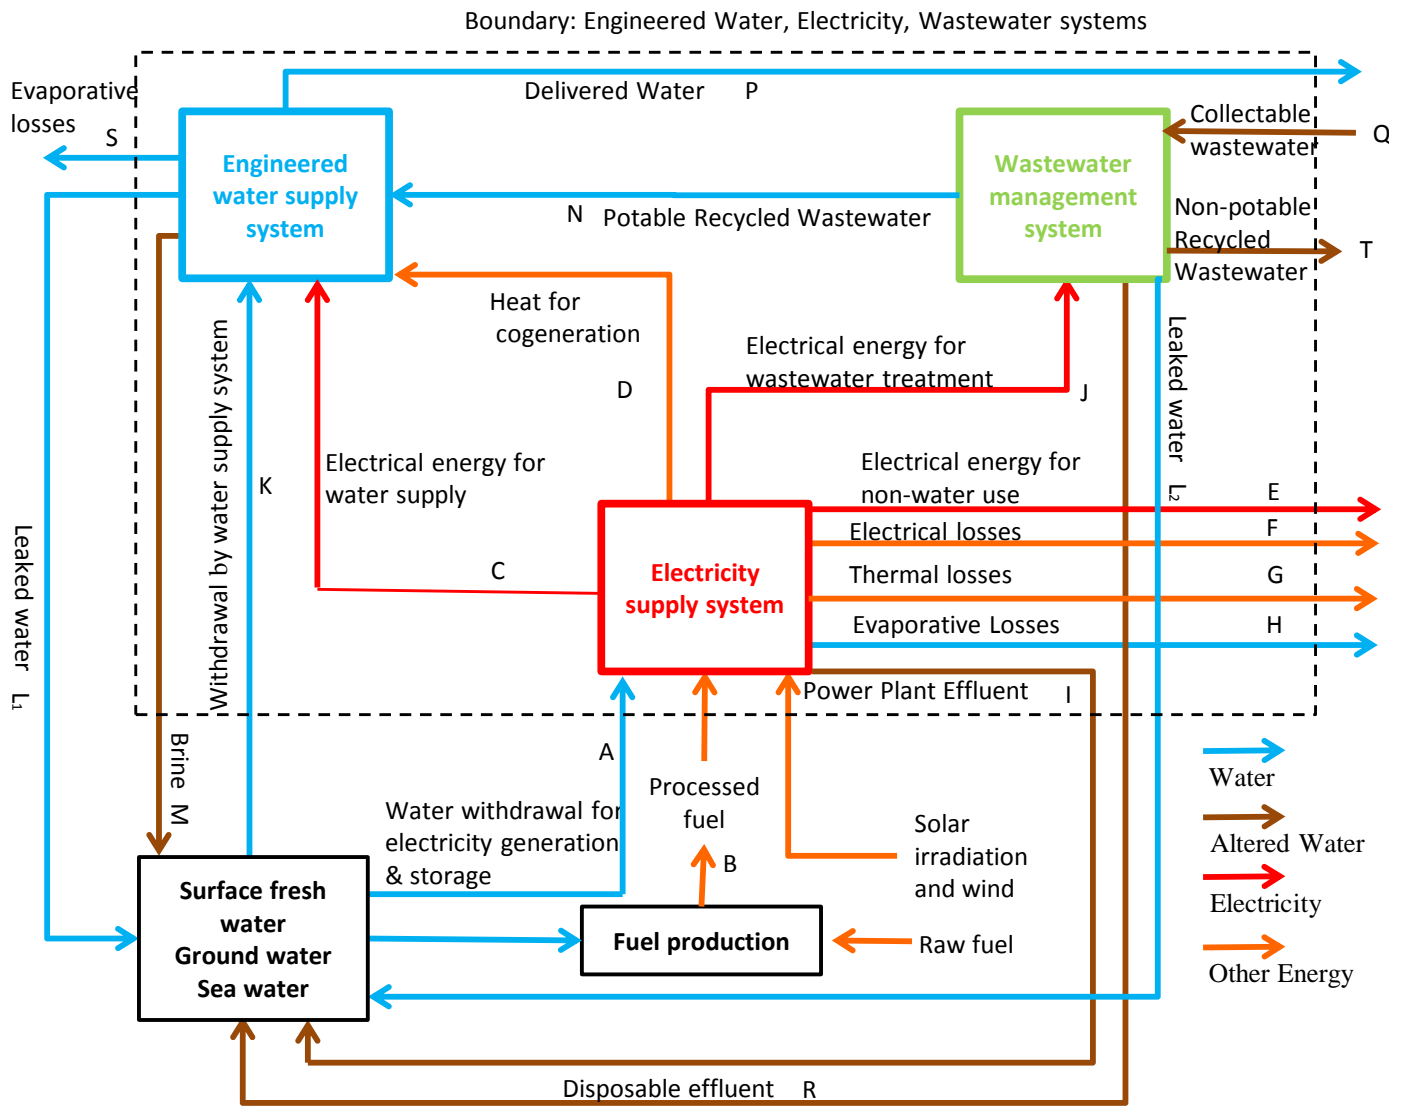 Boundary: Engineered Water, Electricity, Wastewater systems
Evaporative
losses
S
Delivered Water P
Collectable
wastewater
Q
Engineered
water supply
system
Wastewater
management
system
N Potable Recycled Wastewater
Non-potable
Recycled
Wastewater
T
Heat for
cogeneration
D
Electrical energy for
wastewater treatment
J
Leaked water L2
Withdrawal by water supply system
K
Electrical energy for
water supply
C
Electrical energy for
non-water use
E
Electrical losses
F
Electricity
supply system
Thermal losses
G
Evaporative Losses
H
Power Plant Effluent I
Leaked water L1
Brine M
A
Water withdrawal for
electricity generation
& storage
Processed
fuel
B
Solar
irradiation
and wind
Surface fresh
water
Ground water
Sea water
Fuel production
Raw fuel
Disposable effluent R
Water
Altered Water
Electricity
Other Energy